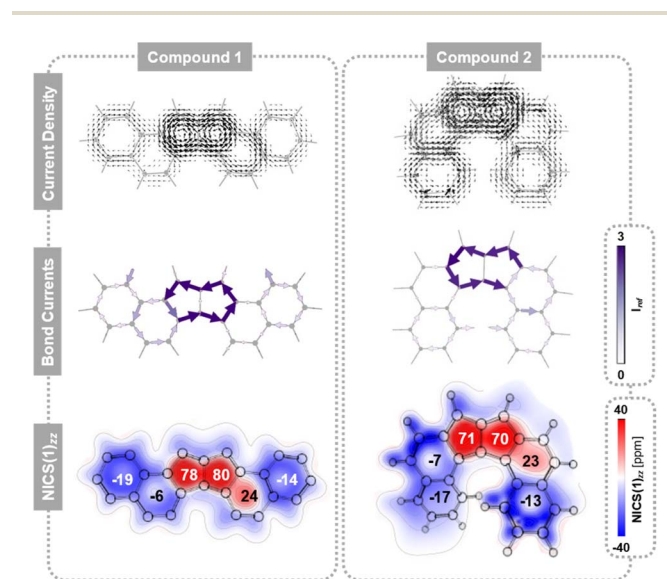 Compound 1
Compound 2
Current Density
Bond Currents
3
I rel
0
NICS(1)zz
-19
-6
78
80
24
-14
71
70
-7
23
-17
-13
40
NICS(1)zz [ppm]
-40